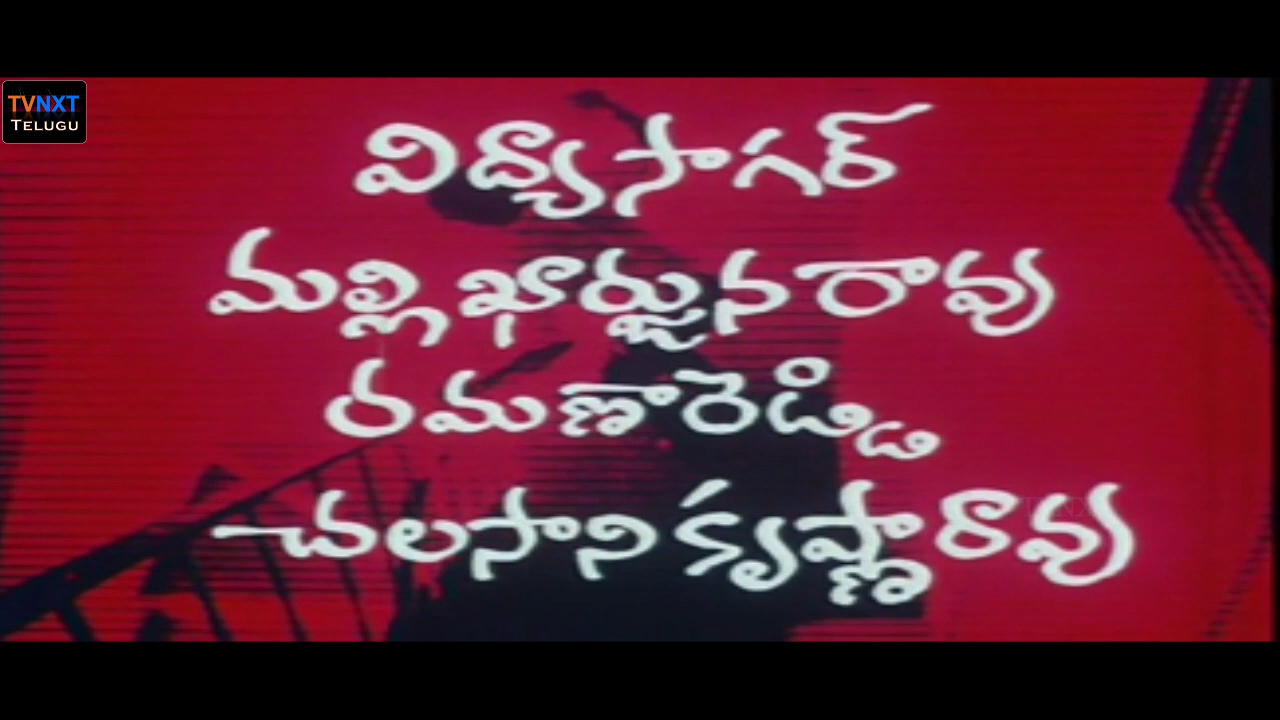 TVNXT
TELUGU
విద్యాసాగర్
మల్లిఖార్జునరావు
రమణారెడ్డి
చలసాని కృష్ణారావు